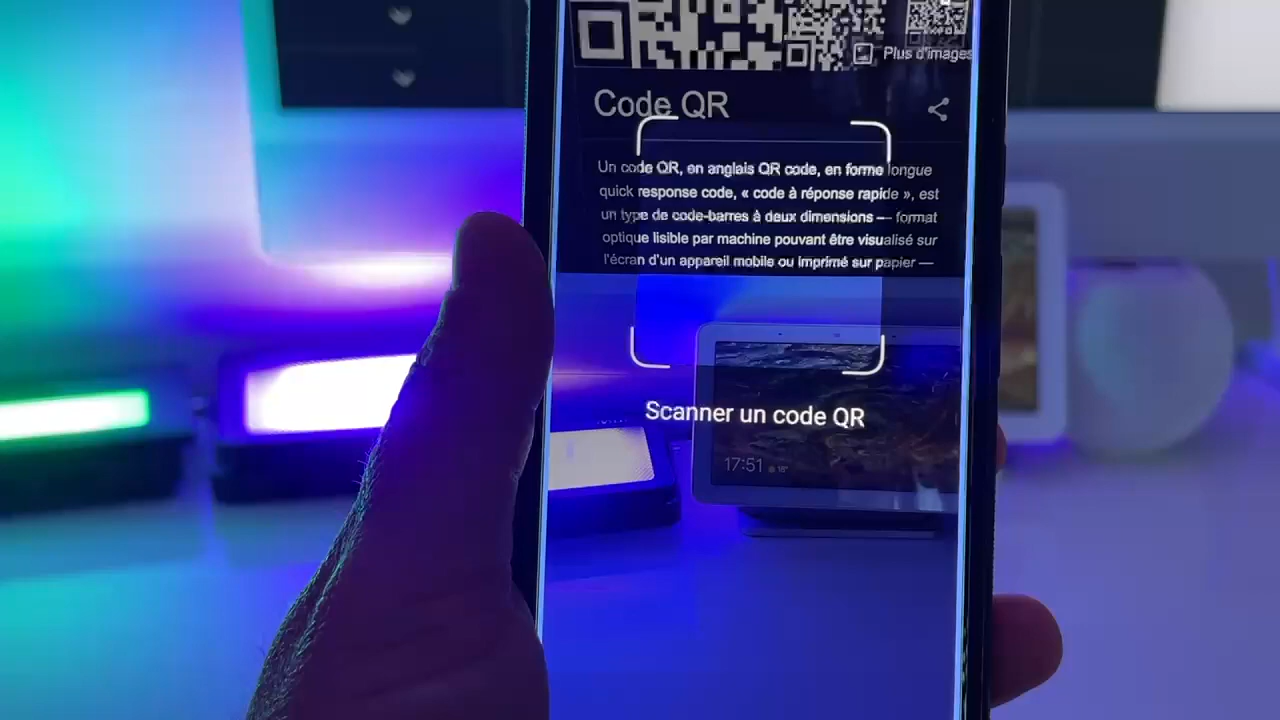 Plus d'images
Code QR
Un code QR, en anglais QR code, en forme longue
quick response code, « code à réponse rapide », est
un type de code-barres à deux dimensions — format
optique lisible par machine pouvant être visualisé sur
l'écran d'un appareil mobile ou imprimé sur papier —
Scanner un code QR
17:51